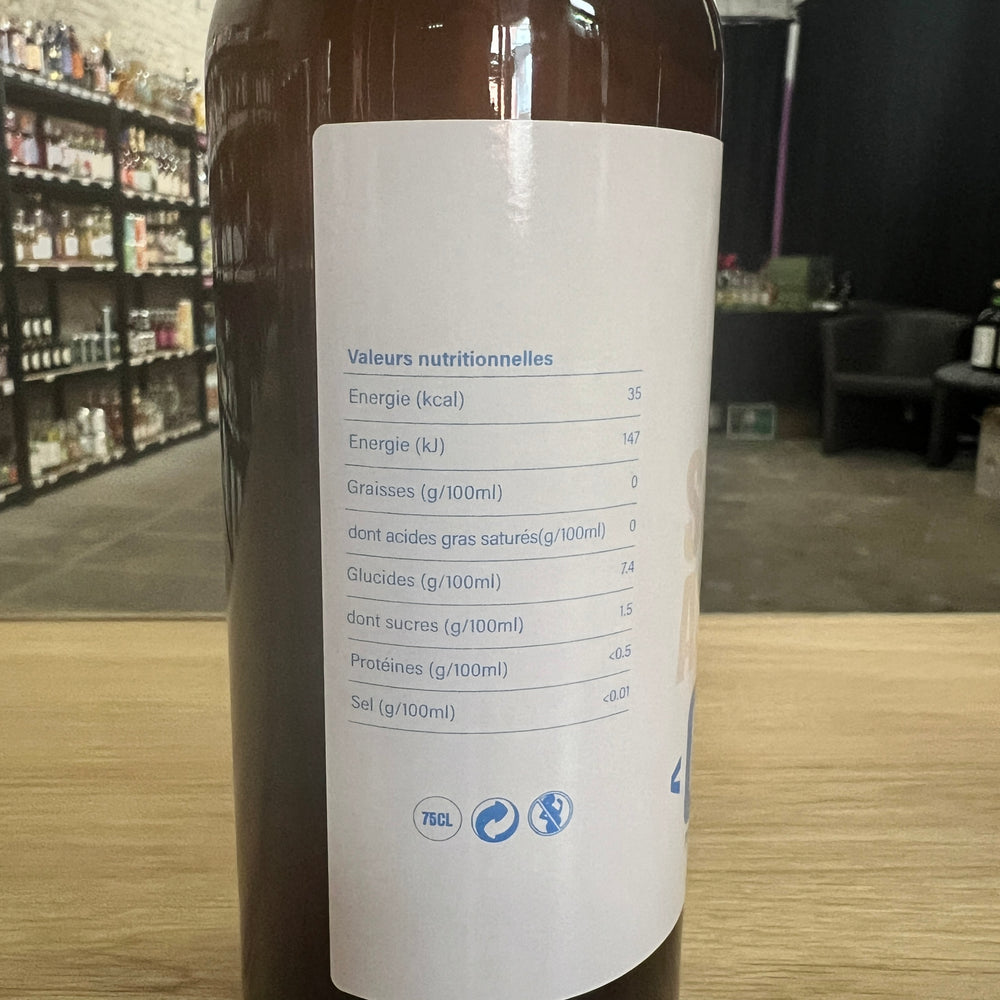 Valeurs nutritionnelles
Energie (kcal) 35
Energie (kJ) 147
Graisses (g/100ml) 0
dont acides gras saturés(g/100ml) 0
Glucides (g/100ml) 7.4
dont sucres (g/100ml) 1.5
Protéines (g/100ml) <0.5
Sel (g/100ml) <0.01
75CL